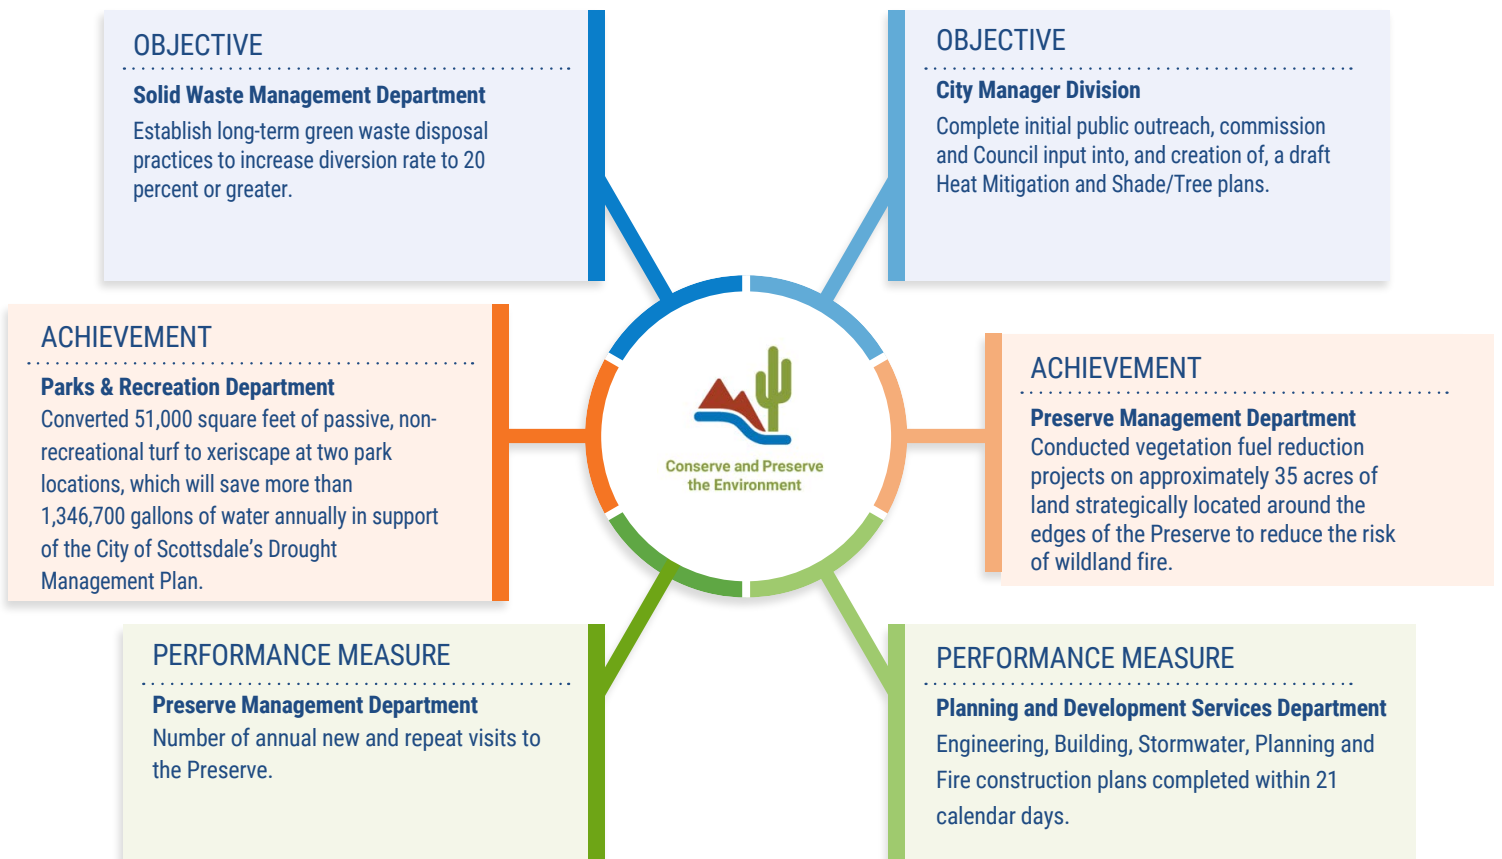 OBJECTIVE
Solid Waste Management Department
Establish long-term green waste disposal
practices to increase diversion rate to 20
percent or greater.
OBJECTIVE
City Manager Division
Complete initial public outreach, commission
and Council input into, and creation of, a draft
Heat Mitigation and Shade/Tree plans.
ACHIEVEMENT
Parks & Recreation Department
Converted 51,000 square feet of passive, non-
recreational turf to xeriscape at two park
locations, which will save more than
1,346,700 gallons of water annually in support
of the City of Scottsdale’s Drought
Management Plan.
Conserve and Preserve
the Environment
ACHIEVEMENT
Preserve Management Department
Conducted vegetation fuel reduction
projects on approximately 35 acres of
land strategically located around the
edges of the Preserve to reduce the risk
of wildland fire.
PERFORMANCE MEASURE
Preserve Management Department
Number of annual new and repeat visits to
the Preserve.
PERFORMANCE MEASURE
Planning and Development Services Department
Engineering, Building, Stormwater, Planning and
Fire construction plans completed within 21
calendar days.